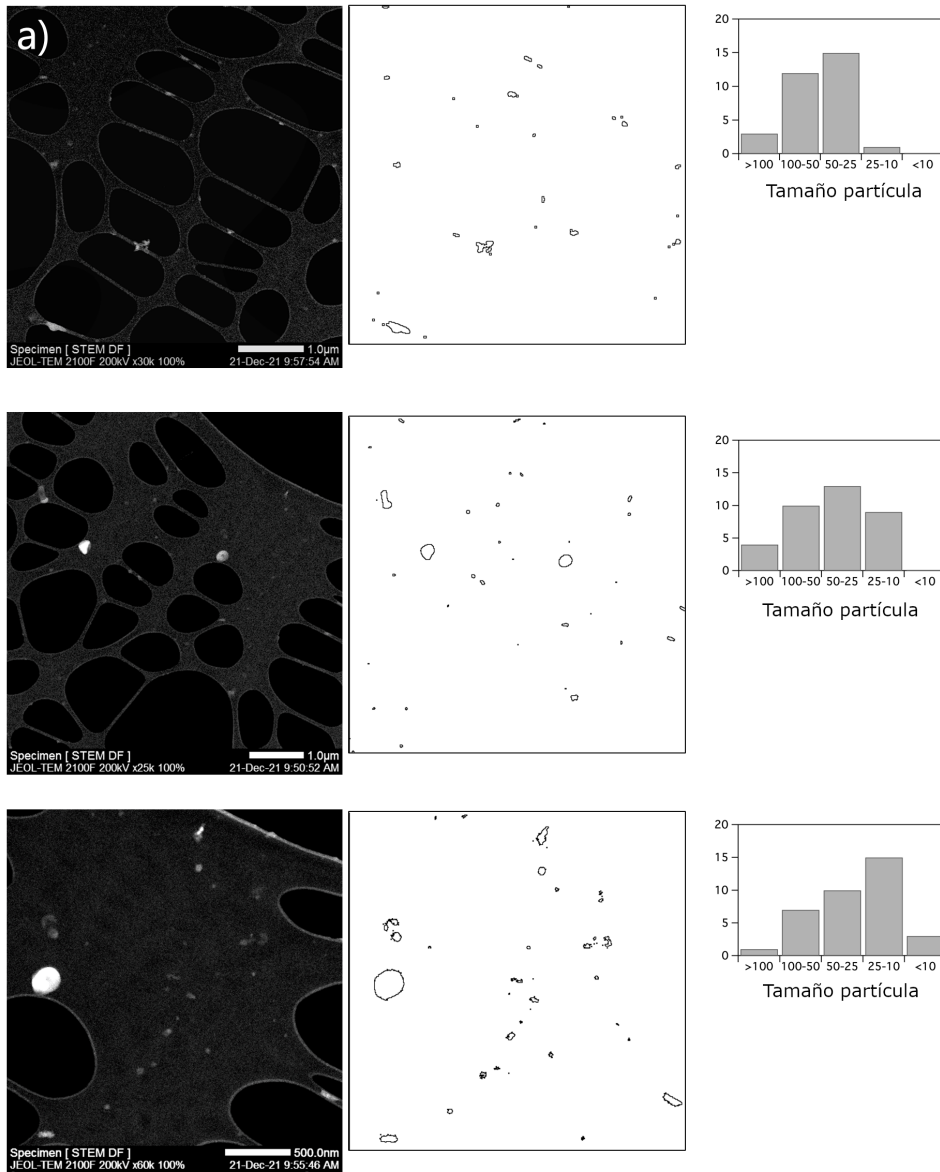 a)
Specimen [ STEM DF ] 1.0µm
JEOL-TEM 2100F 200kV x30k 100% 21-Dec-21 9:57:54 AM
20
15
10
5
0
>100 100-50 50-25 25-10 <10
Tamaño partícula
Specimen [ STEM DF ] 1.0µm
JEOL-TEM 2100F 200kV x25k 100% 21-Dec-21 9:50:52 AM
20
15
10
5
0
>100 100-50 50-25 25-10 <10
Tamaño partícula
Specimen [ STEM DF ] 500.0nm
JEOL-TEM 2100F 200kV x60k 100% 21-Dec-21 9:55:46 AM
20
15
10
5
0
>100 100-50 50-25 25-10 <10
Tamaño partícula